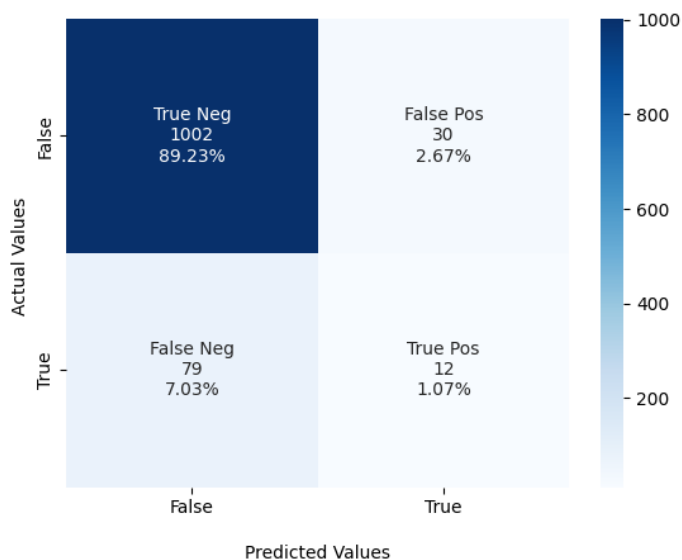 1000
True Neg
1002
89.23%
False Pos
30
2.67%
800
False
600
Actual Values
400
False Neg
79
7.03%
True Pos
12
1.07%
True
200
False
True
Predicted Values